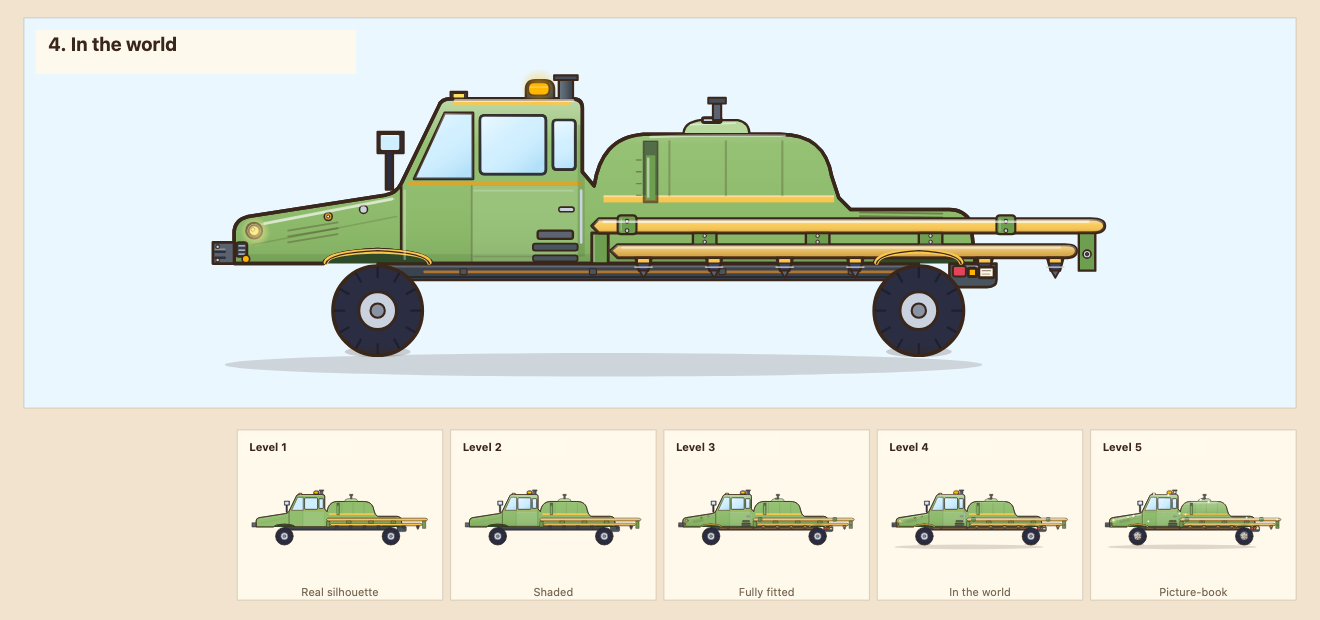 4. In the world
Level 1
Level 2
Level 3
Level 4
Level 5
Real silhouette
Shaded
Fully fitted
In the world
Picture-book